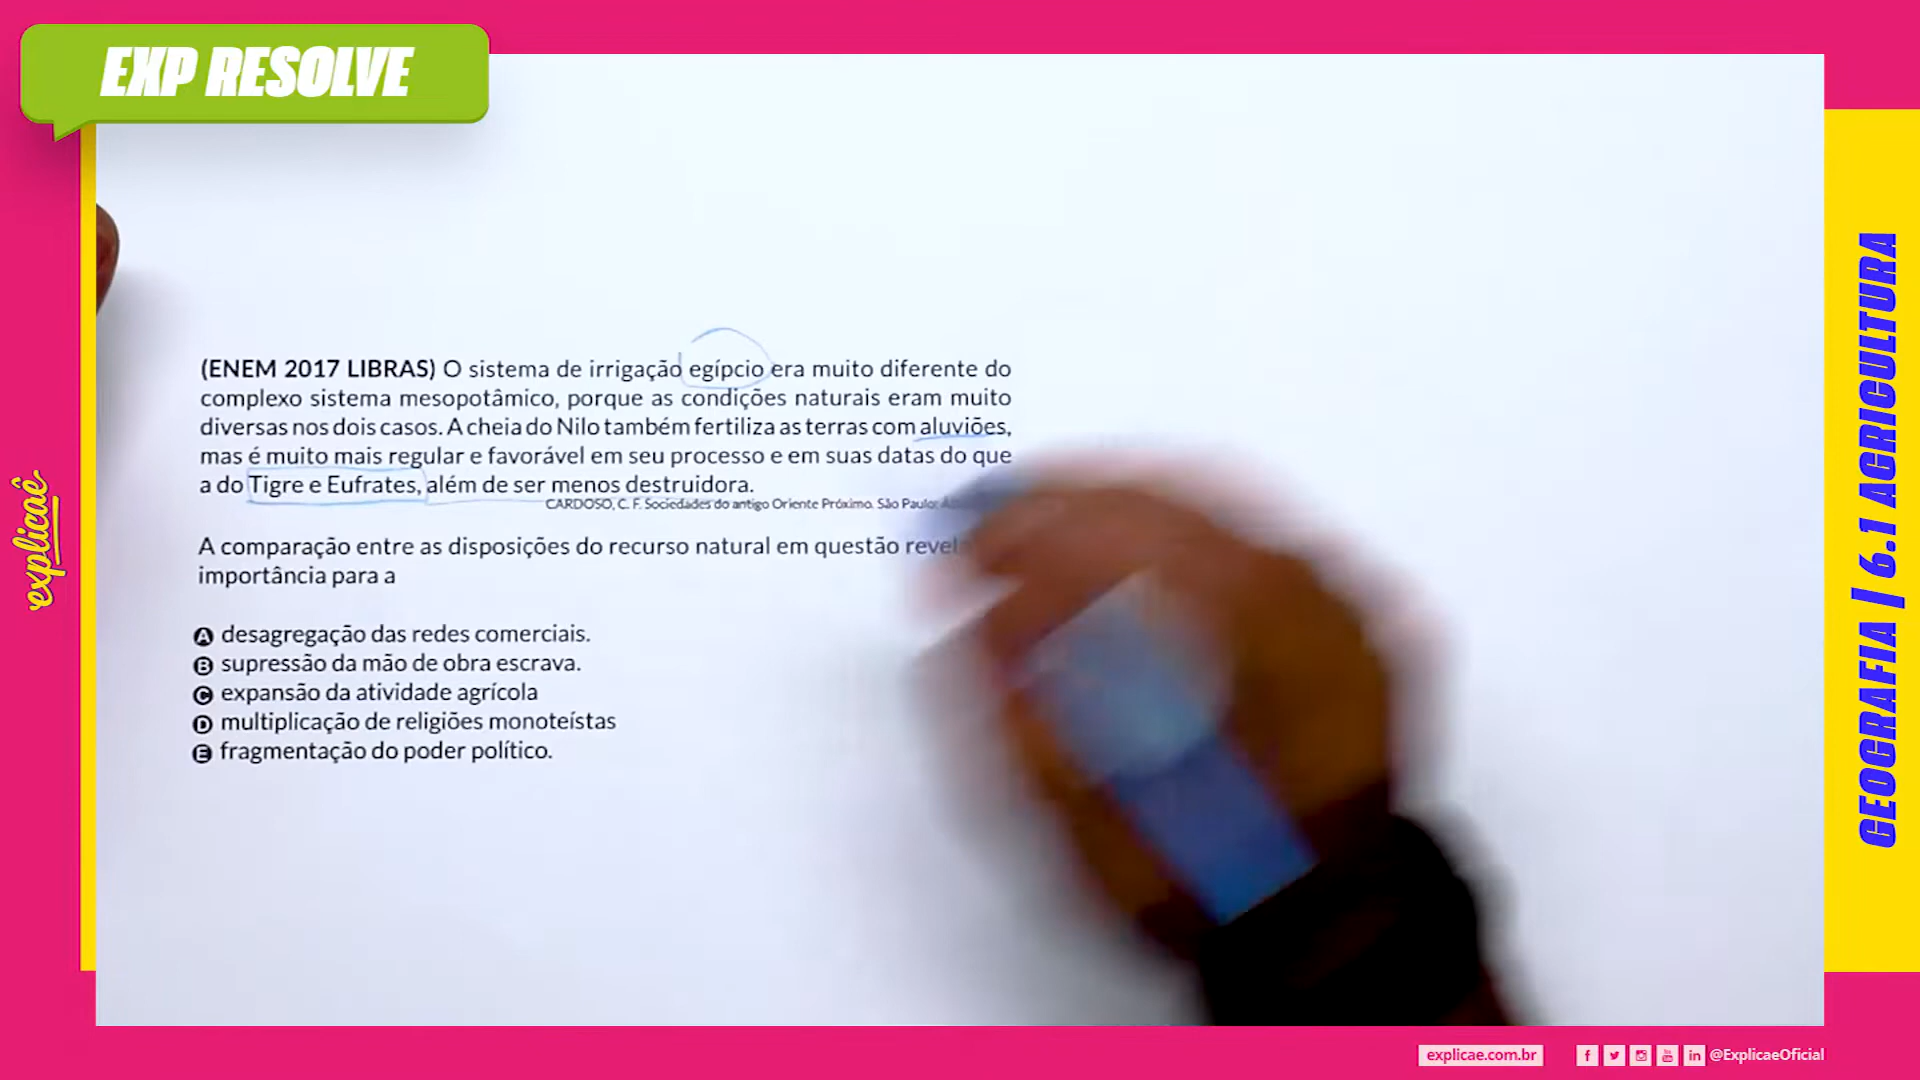 EXP RESOLVE
(ENEM 2017 LIBRAS) O sistema de irrigação egípcio era muito diferente do
complexo sistema mesopotâmico, porque as condições naturais eram muito
diversas nos dois casos. A cheia do Nilo também fertiliza as terras com aluviões,
mas é muito mais regular e favorável em seu processo e em suas datas do que
a do Tigre e Eufrates, além de ser menos destruidora.
CARDOSO, C. F. Sociedades do antigo Oriente Próximo. São Paulo:
A comparação entre as disposições do recurso natural em questão
importância para a
A desagregação das redes comerciais.
B supressão da mão de obra escrava.
C expansão da atividade agrícola
D multiplicação de religiões monoteístas
E fragmentação do poder político.
explicaê
GEOGRAFIA | 6.1 AGRICULTURA
explicae.com.br
@ExplicaeOficial